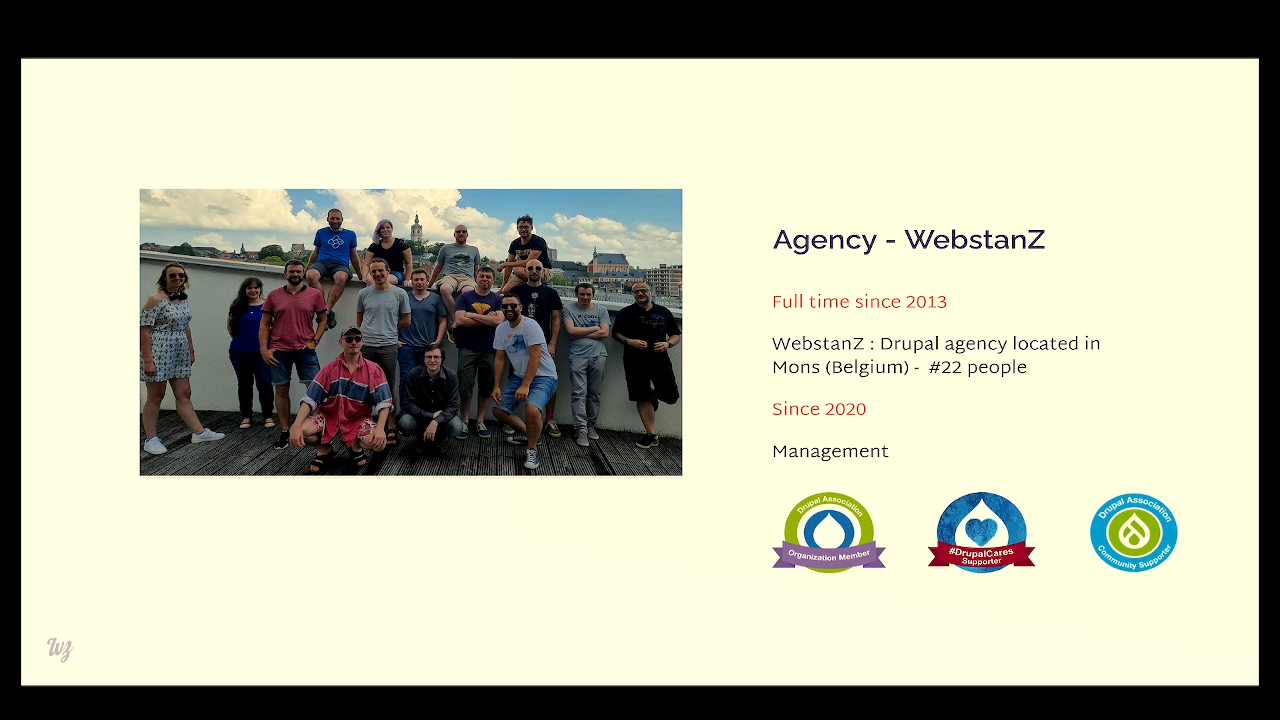 Agency - WebstanZ
Full time since 2013
WebstanZ : Drupal agency located in
Mons (Belgium) - #22 people
Since 2020
Management
Drupal Association
Organization Member
#DrupalCares
Supporter
Drupal Association
Community Supporter
Wz